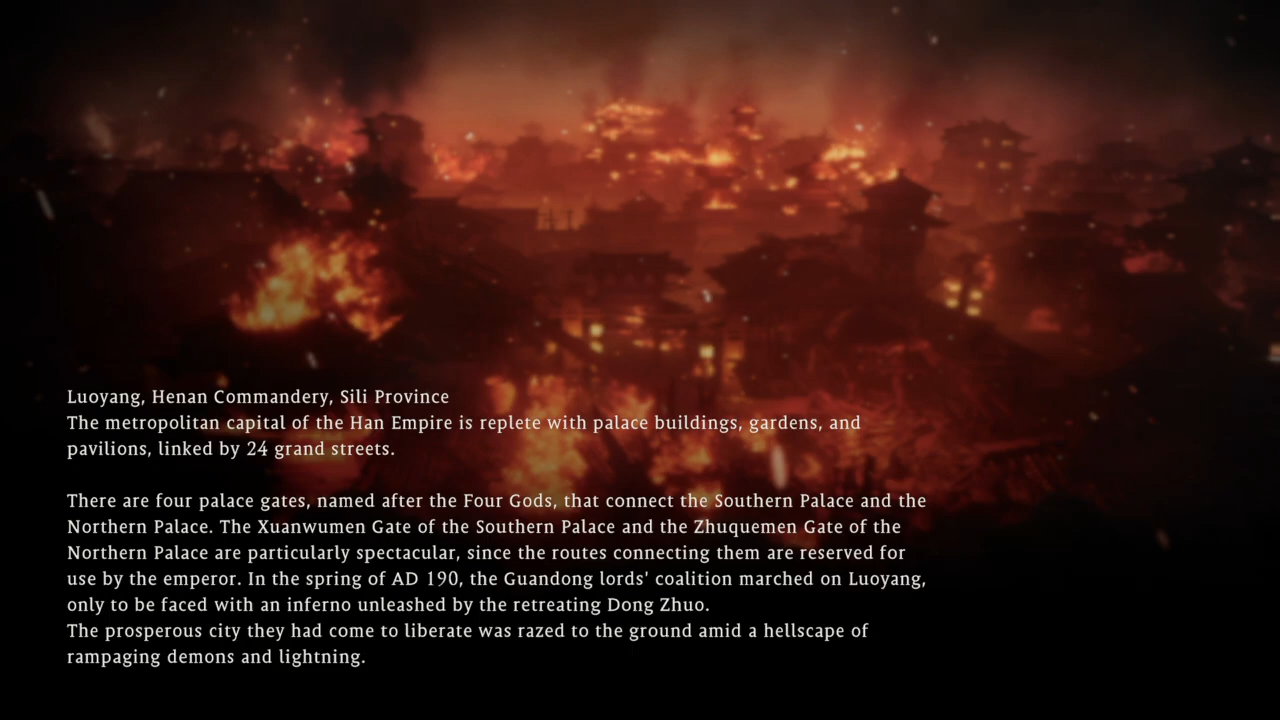 Luoyang, Henan Commandery, Sili Province
The metropolitan capital of the Han Empire is replete with palace buildings, gardens, and
pavilions, linked by 24 grand streets.
There are four palace gates, named after the Four Gods, that connect the Southern Palace and the
Northern Palace. The Xuanwumen Gate of the Southern Palace and the Zhuquemen Gate of the
Northern Palace are particularly spectacular, since the routes connecting them are reserved for
use by the emperor. In the spring of AD 190, the Guandong lords' coalition marched on Luoyang,
only to be faced with an inferno unleashed by the retreating Dong Zhuo.
The prosperous city they had come to liberate was razed to the ground amid a hellscape of
rampaging demons and lightning.